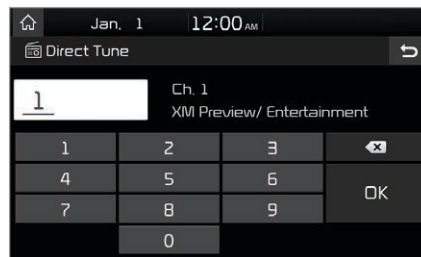 Jan. 1 12:00 AM
Direct Tune
1
Ch. 1
XM Preview/ Entertainment
1 2 3
4 5 6 OK
7 8 9
0